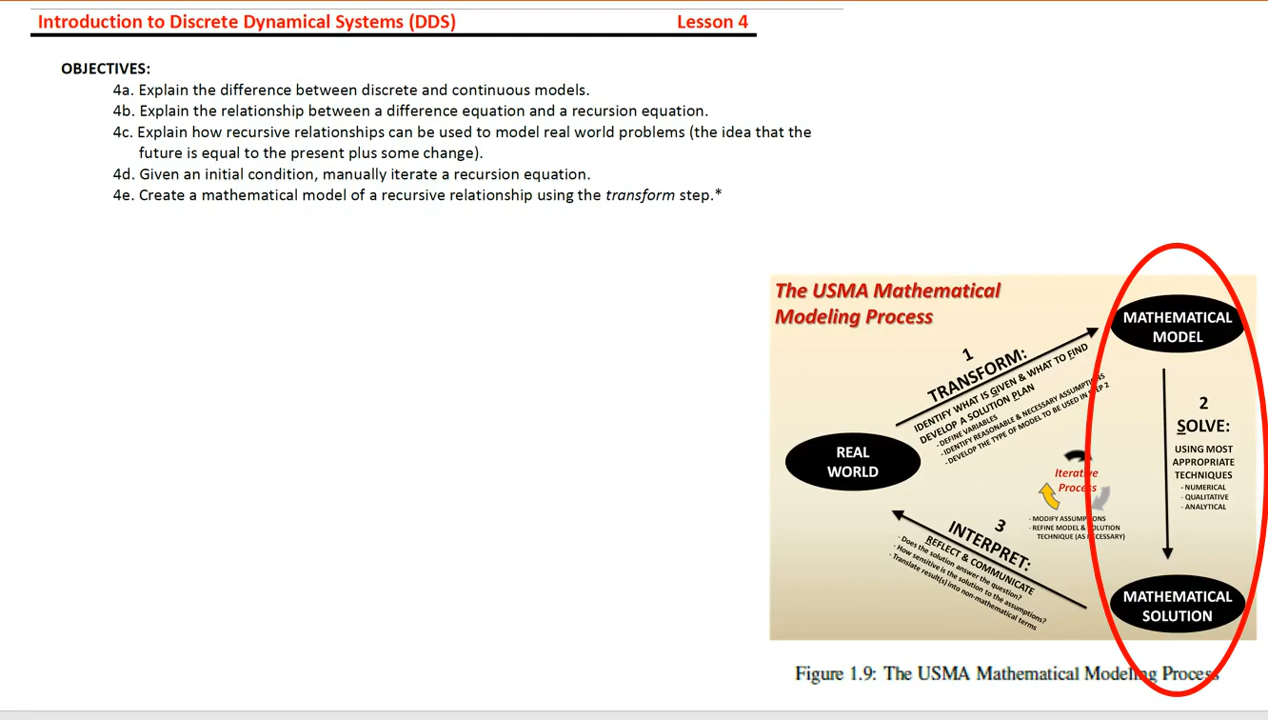 Introduction to Discrete Dynamical Systems (DDS) Lesson 4
OBJECTIVES:
4a. Explain the difference between discrete and continuous models.
4b. Explain the relationship between a difference equation and a recursion equation.
4c. Explain how recursive relationships can be used to model real world problems (the idea that the
future is equal to the present plus some change).
4d. Given an initial condition, manually iterate a recursion equation.
4e. Create a mathematical model of a recursive relationship using the transform step.*
The USMA Mathematical
Modeling Process
1
TRANSFORM:
IDENTIFY WHAT IS GIVEN & WHAT TO FIND
DEVELOP A SOLUTION PLAN
- DEFINE VARIABLES
- IDENTIFY REASONABLE & NECESSARY ASSUMPTIONS
- DEVELOP THE TYPE OF MODEL TO BE USED IN STEP 2
MATHEMATICAL
MODEL
2
SOLVE:
USING MOST
APPROPRIATE
TECHNIQUES
- NUMERICAL
- QUALITATIVE
- ANALYTICAL
REAL
WORLD
Iterative
Process
- MODIFY ASSUMPTIONS
- REFINE MODEL & SOLUTION
TECHNIQUE (AS NECESSARY)
3
INTERPRET:
REFLECT & COMMUNICATE
- Does the solution answer the question?
- How sensitive is the solution to the assumptions?
- Translate result(s) into non-mathematical terms
MATHEMATICAL
SOLUTION
Figure 1.9: The USMA Mathematical Modeling Process